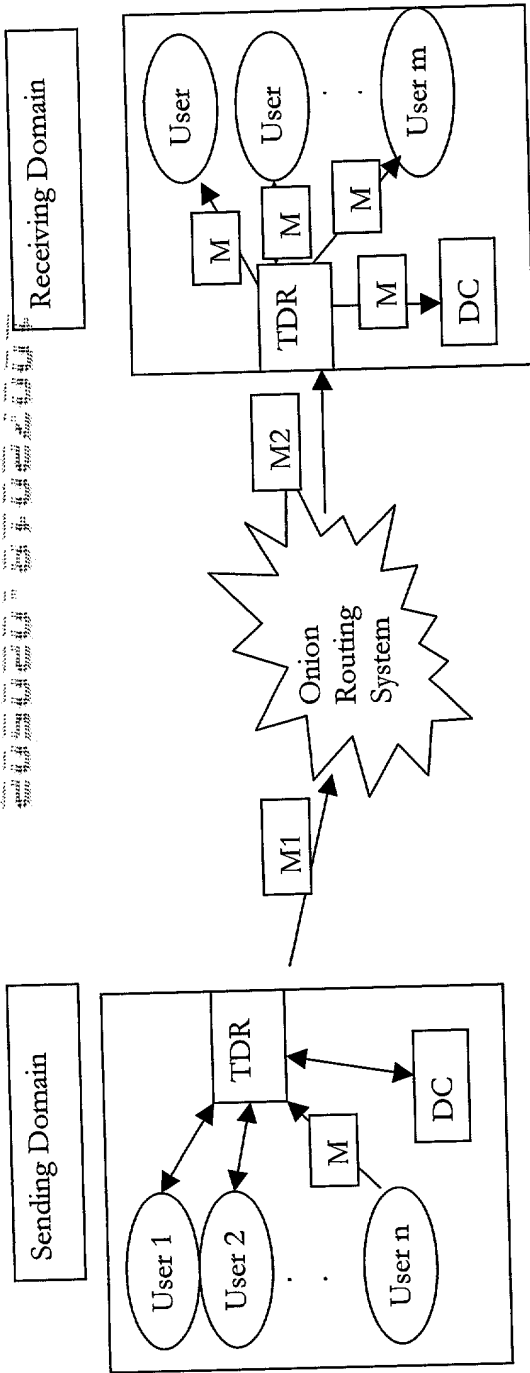 Sending Domain
User 1
User 2
.
.
User n
M
TDR
DC
M1
Onion
Routing
System
M2
Receiving Domain
TDR
M
M
M
M
User
User
.
.
User m
DC